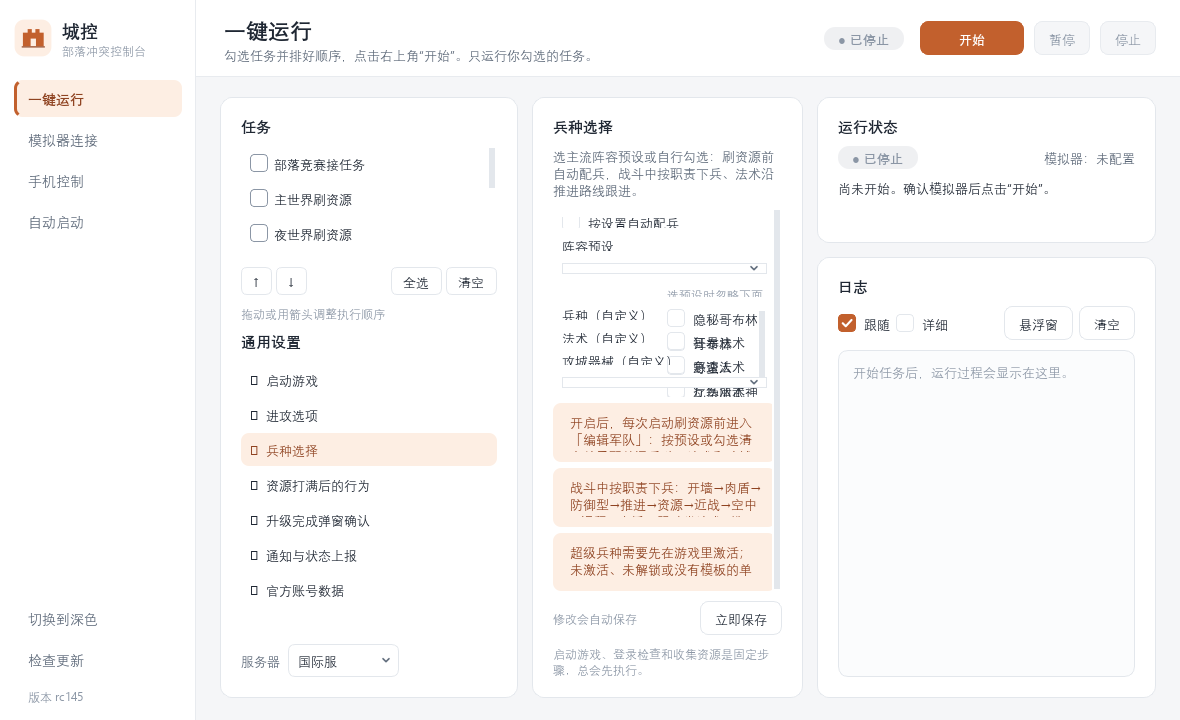 城控
部落冲突控制台
一键运行
模拟器连接
手机控制
自动启动
切换到深色
检查更新
版本 rc145
一键运行
勾选任务并排好顺序，点击右上角“开始”。只运行你勾选的任务。
● 已停止
开始
暂停
停止
任务
部落竞赛接任务
主世界刷资源
夜世界刷资源
↑
↓
全选
清空
拖动或用箭头调整执行顺序
通用设置
启动游戏
进攻选项
兵种选择
资源打满后的行为
升级完成弹窗确认
通知与状态上报
官方账号数据
服务器
国际服
兵种选择
选主流阵容预设或自行勾选：刷资源前
自动配兵，战斗中按职责下兵、法术沿
推进路线跟进。
按设置自动配兵
阵容预设
选预设时忽略下面
兵种（自定义）
隐秘哥布林
法术（自定义）
攻城器械（自定义）
开启后，每次启动刷资源前进入
「编辑军队」：按预设或勾选清
战斗中按职责下兵：开墙→肉盾→
防御型→推进→资源→近战→空中
超级兵种需要先在游戏里激活；
未激活、未解锁或没有模板的单
修改会自动保存
立即保存
启动游戏、登录检查和收集资源是固定步
骤，总会先执行。
运行状态
● 已停止
模拟器：未配置
尚未开始。确认模拟器后点击“开始”。
日志
跟随
详细
悬浮窗
清空
开始任务后，运行过程会显示在这里。